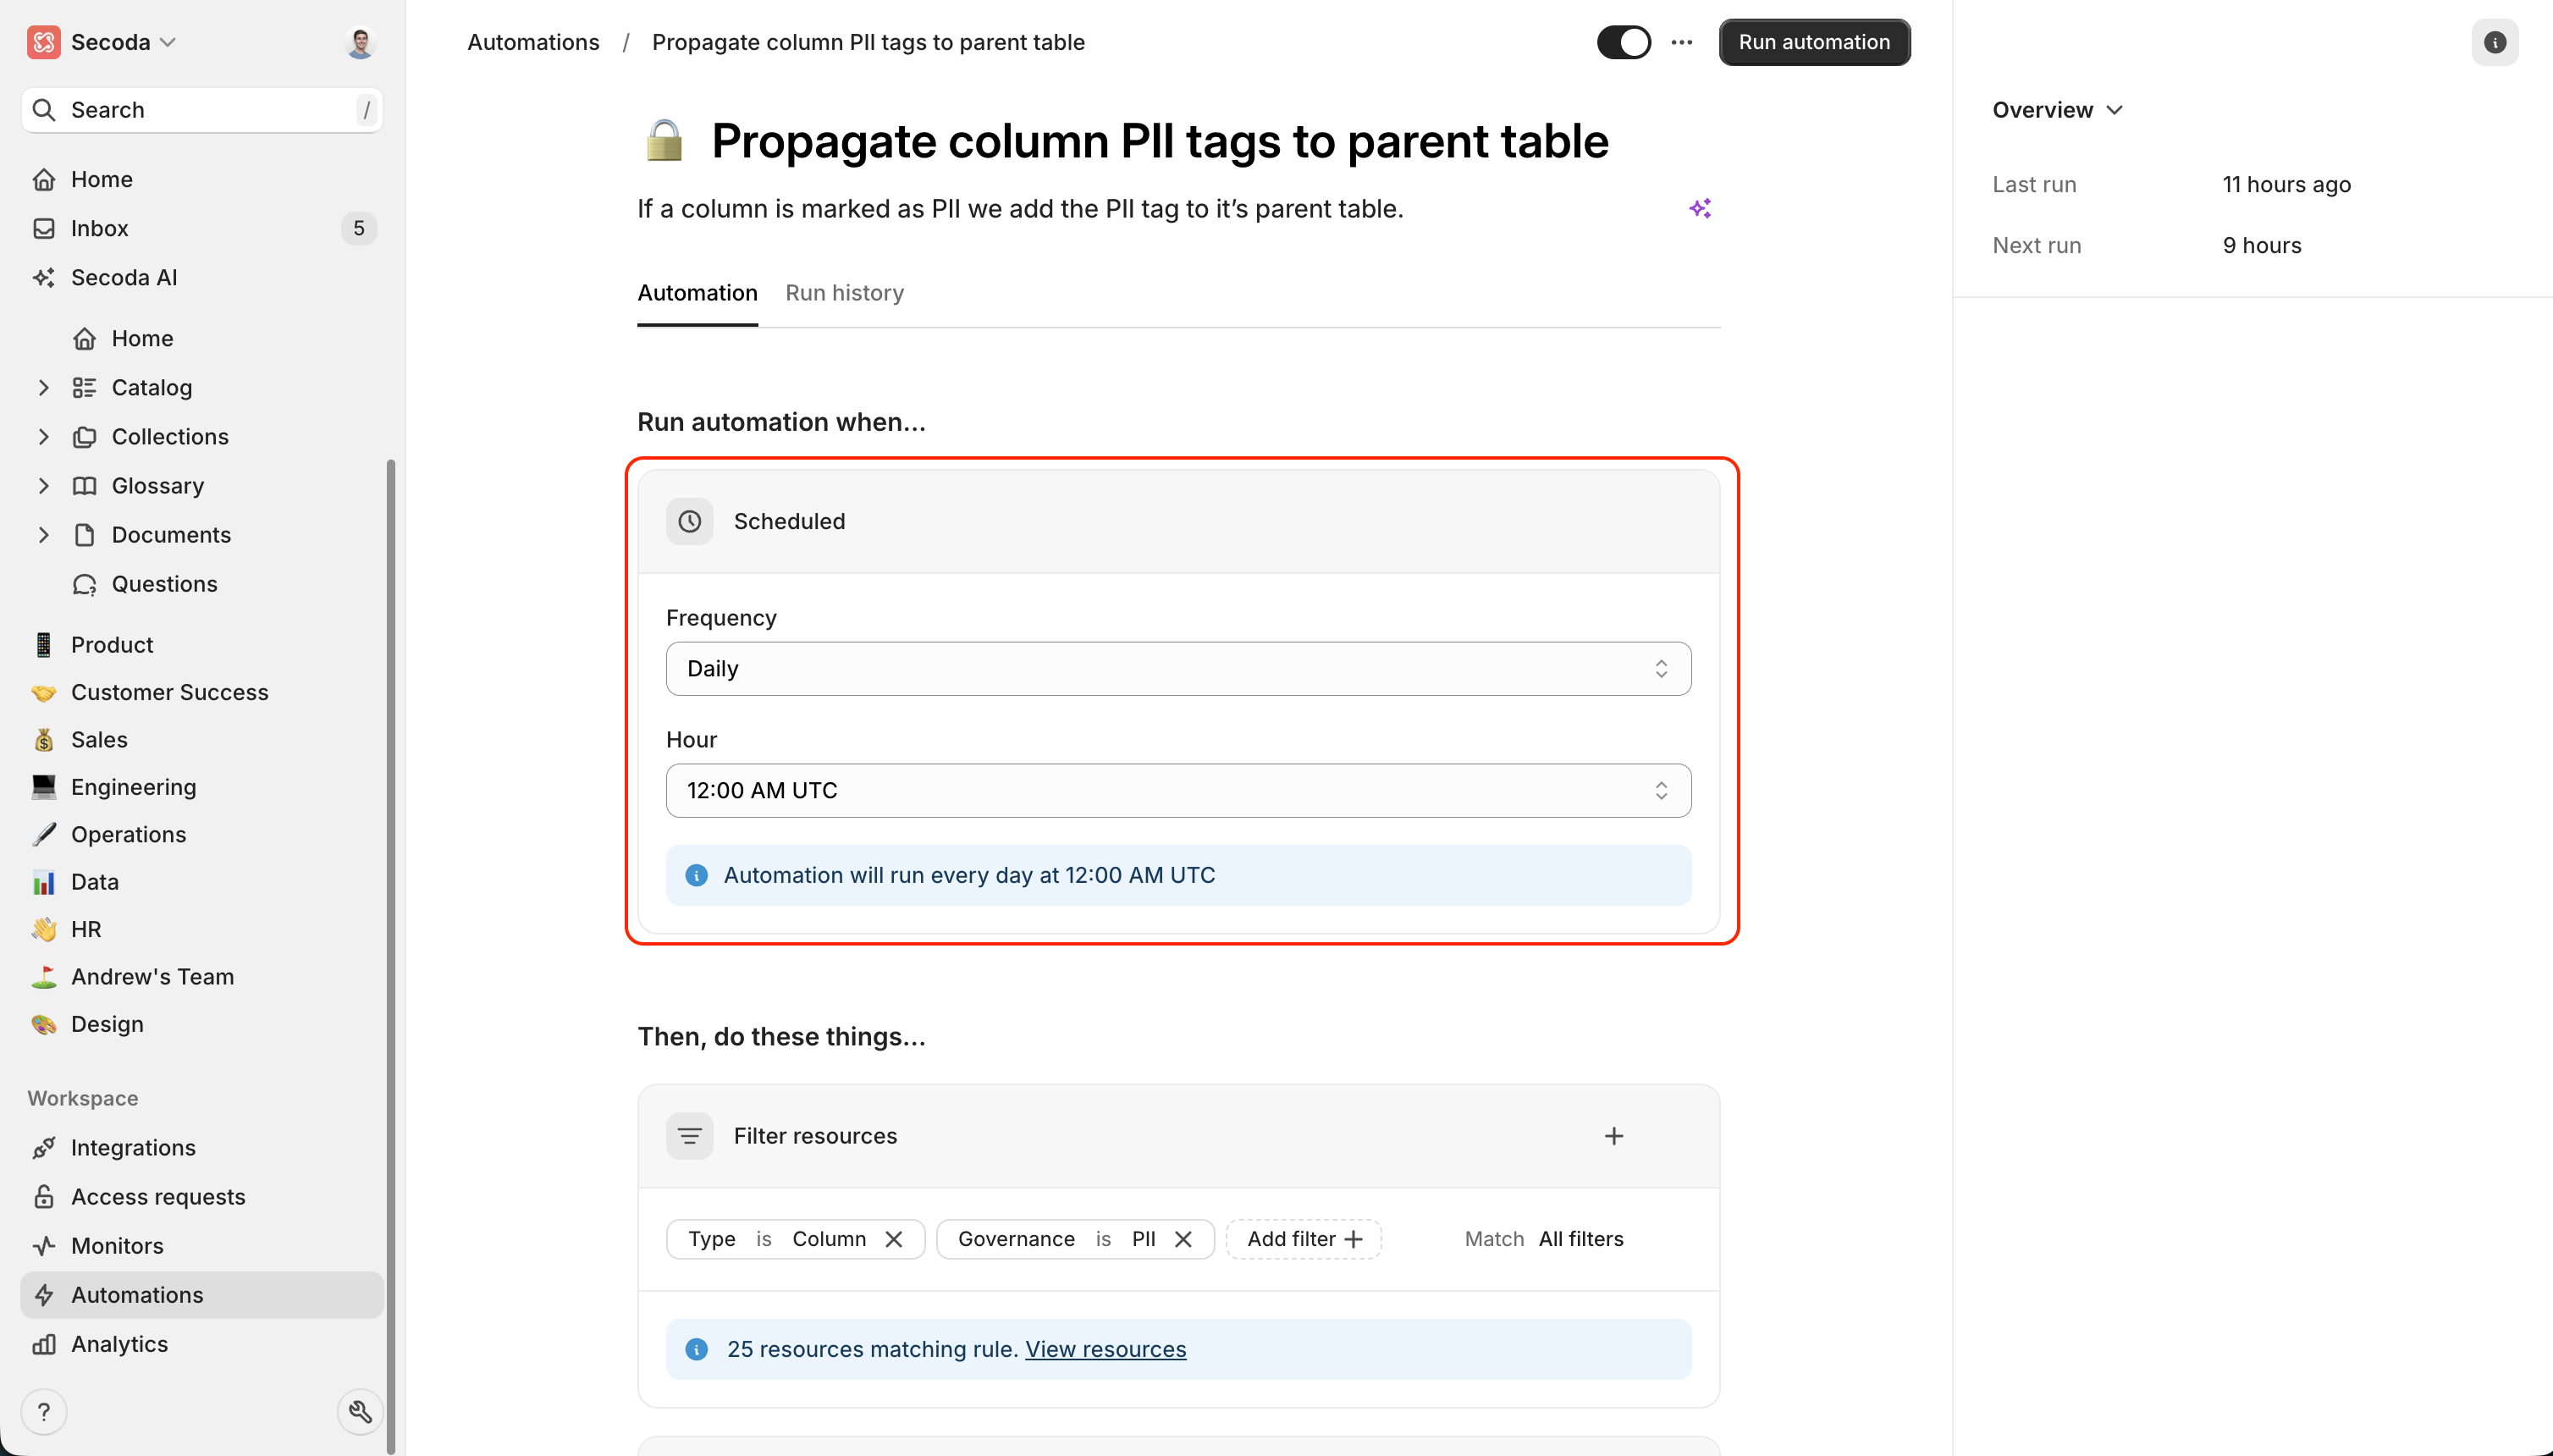 Secoda
Search /
Home
Inbox 5
Secoda AI
Home
Catalog
Collections
Glossary
Documents
Questions
Product
Customer Success
Sales
Engineering
Operations
Data
HR
Andrew's Team
Design
Workspace
Integrations
Access requests
Monitors
Automations
Analytics
?
Automations / Propagate column PII tags to parent table
Run automation
Propagate column PII tags to parent table
If a column is marked as PII we add the PII tag to it’s parent table.
Automation Run history
Run automation when...
Scheduled
Frequency
Daily
Hour
12:00 AM UTC
Automation will run every day at 12:00 AM UTC
Then, do these things...
Filter resources
Type is Column Governance is PII Add filter Match All filters
25 resources matching rule. View resources
Overview
Last run 11 hours ago
Next run 9 hours